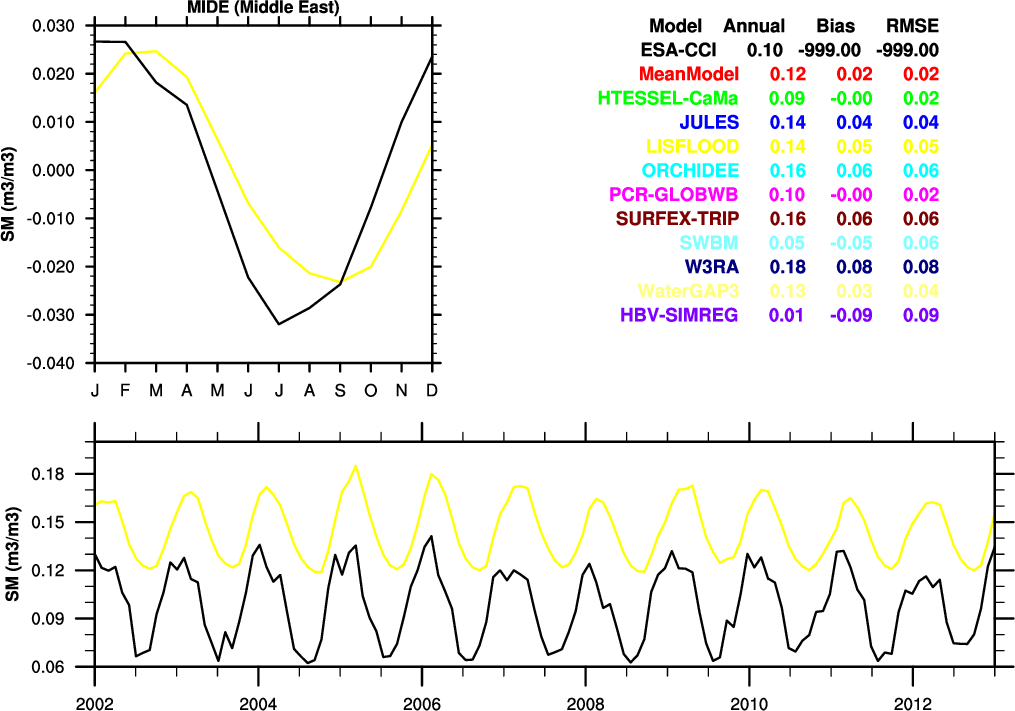 MIDE (Middle East)
0.030
0.020
0.010
0.000
-0.010
-0.020
-0.030
-0.040
SM (m3/m3)
J F M A M J J A S O N D
Model Annual Bias RMSE
ESA-CCI 0.10 -999.00 -999.00
MeanModel 0.12 0.02 0.02
HTESSEL-CaMa 0.09 -0.00 0.02
JULES 0.14 0.04 0.04
LISFLOOD 0.14 0.05 0.05
ORCHIDEE 0.16 0.06 0.06
PCR-GLOBWB 0.10 -0.00 0.02
SURFEX-TRIP 0.16 0.06 0.06
SWBM 0.05 -0.05 0.06
W3RA 0.18 0.08 0.08
WaterGAP3 0.13 0.03 0.04
HBV-SIMREG 0.01 -0.09 0.09
0.18
0.15
0.12
0.09
0.06
SM (m3/m3)
2002 2004 2006 2008 2010 2012